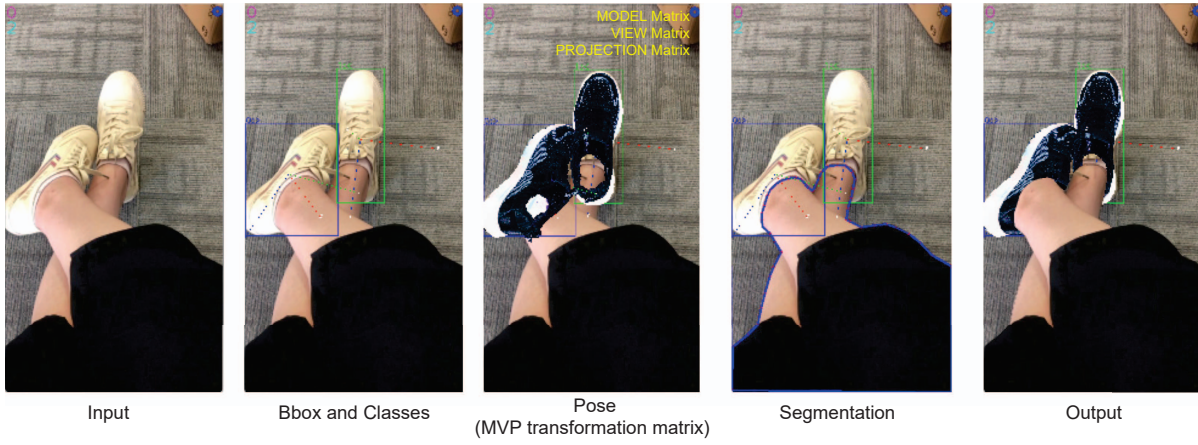 MODEL Matrix
VIEW Matrix
PROJECTION Matrix
Input
Bbox and Classes
Pose
(MVP transformation matrix)
Segmentation
Output